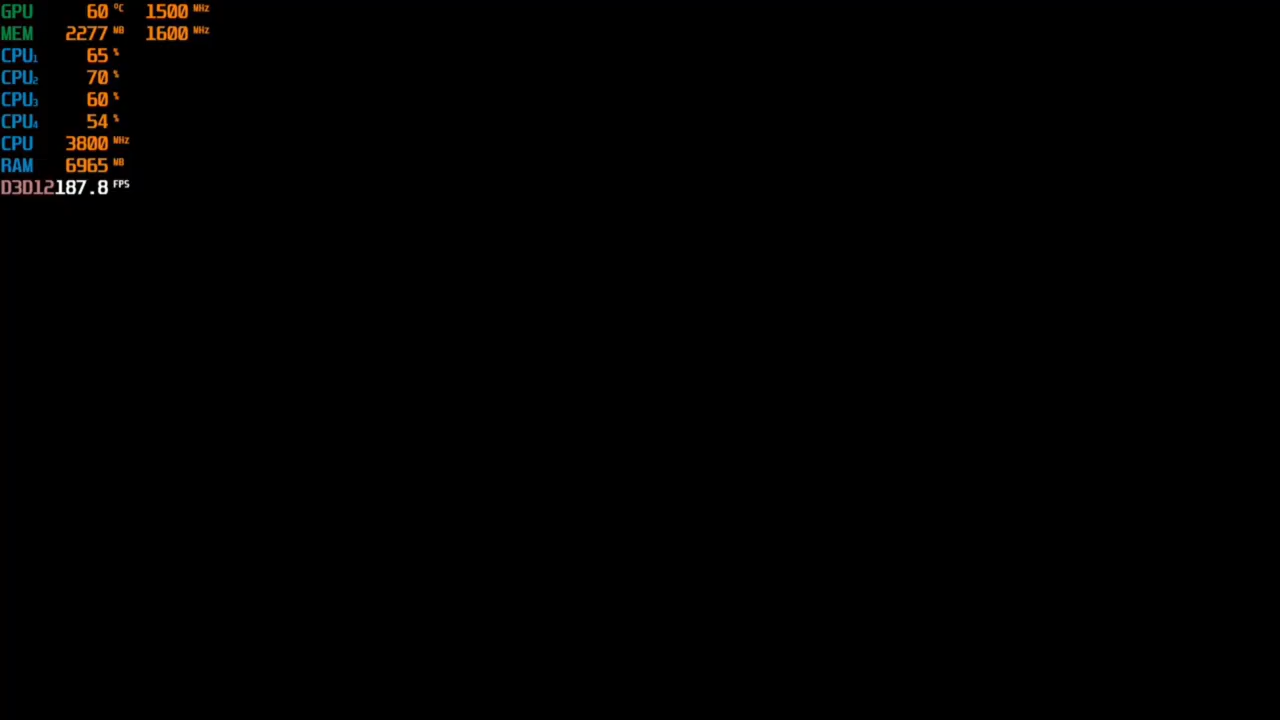 GPU 60 °C 1500 MHz
MEM 2277 MB 1600 MHz
CPU1 65 %
CPU2 70 %
CPU3 60 %
CPU4 54 %
CPU 3800 MHz
RAM 6965 MB
D3D12 187.8 FPS